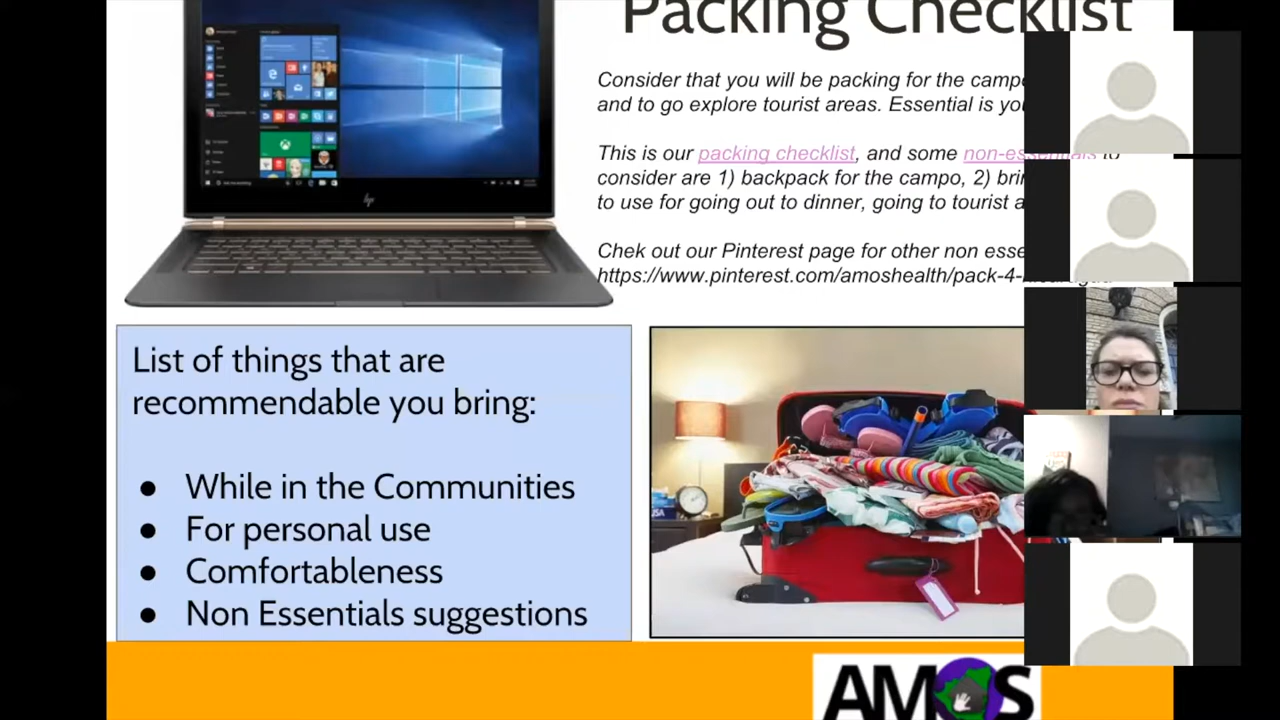 Packing Checklist
Consider that you will be packing for the camp
and to go explore tourist areas. Essential is
This is our packing checklist, and some non-essentials to
consider are 1) backpack for the campo, 2)
to use for going out to dinner, going to tourist
Chek out our Pinterest page for other non
https://www.pinterest.com/amoshealth/pack-4-
List of things that are
recommendable you bring:
● While in the Communities
● For personal use
● Comfortableness
● Non Essentials suggestions
hp
USA
AMOS